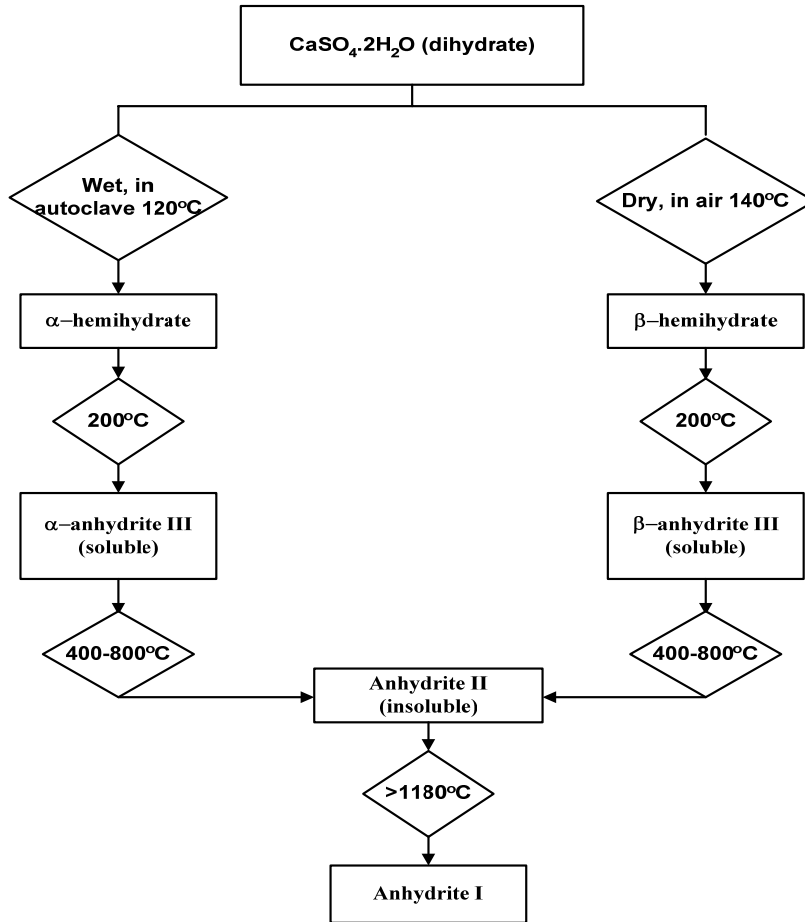 CaSO₄.2H₂O (dihydrate)
Wet, in
autoclave 120ºC
Dry, in air 140ºC
α–hemihydrate
β–hemihydrate
200ºC
200ºC
α–anhydrite III
(soluble)
β–anhydrite III
(soluble)
400-800ºC
400-800ºC
Anhydrite II
(insoluble)
>1180ºC
Anhydrite I